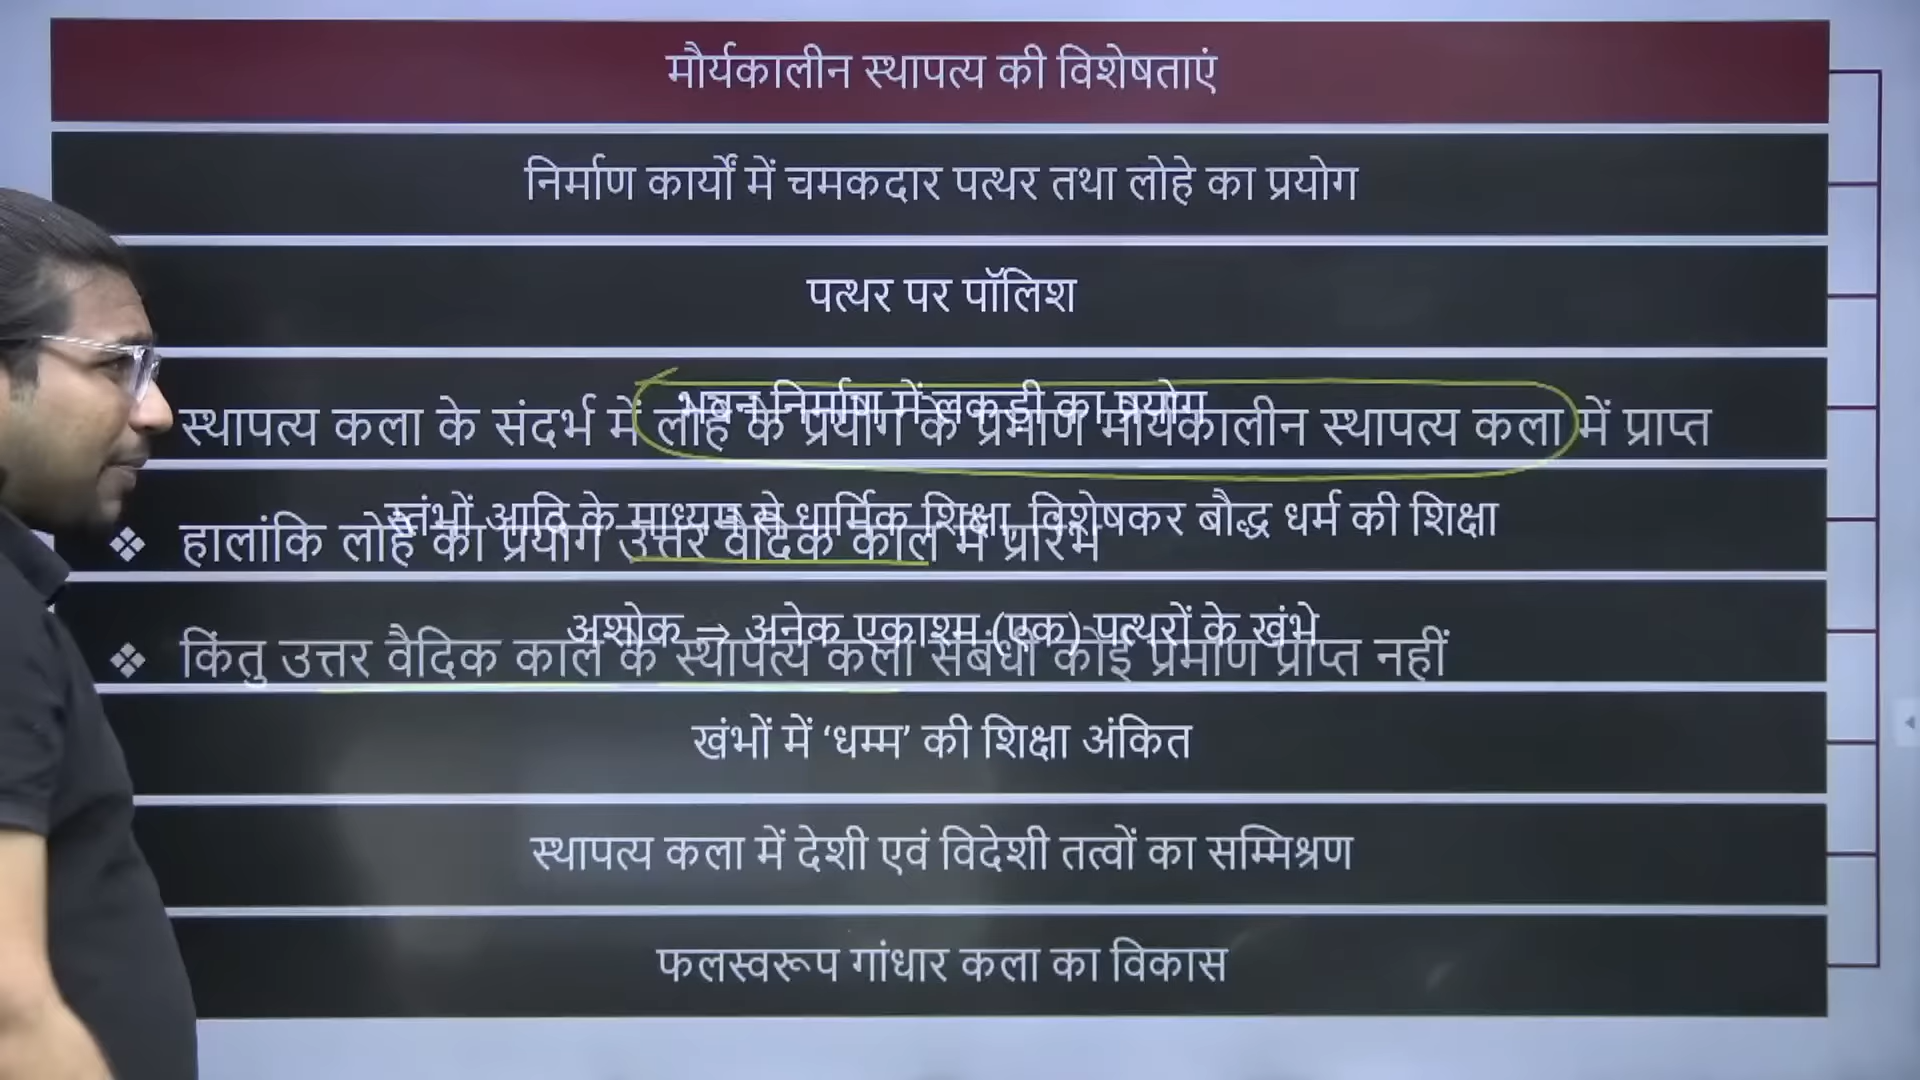 मौर्यकालीन स्थापत्य की विशेषताएं
निर्माण कार्यों में चमकदार पत्थर तथा लोहे का प्रयोग
पत्थर पर पॉलिश
भवन निर्माण में लकड़ी का प्रयोग
स्थापत्य कला के संदर्भ में लोहे के प्रयोग के प्रमाण मौर्यकालीन स्थापत्य कला में प्राप्त
स्तंभों आदि के माध्यम से धार्मिक शिक्षा, विशेषकर बौद्ध धर्म की शिक्षा
❖ हालांकि लोहे का प्रयोग उत्तर वैदिक काल में प्रारंभ
अशोक ⇒ अनेक एकाश्म (एक) पत्थरों के खंभे
❖ किंतु उत्तर वैदिक काल के स्थापत्य कला संबंधी कोई प्रमाण प्राप्त नहीं
खंभों में ‘धम्म’ की शिक्षा अंकित
स्थापत्य कला में देशी एवं विदेशी तत्वों का सम्मिश्रण
फलस्वरूप गांधार कला का विकास